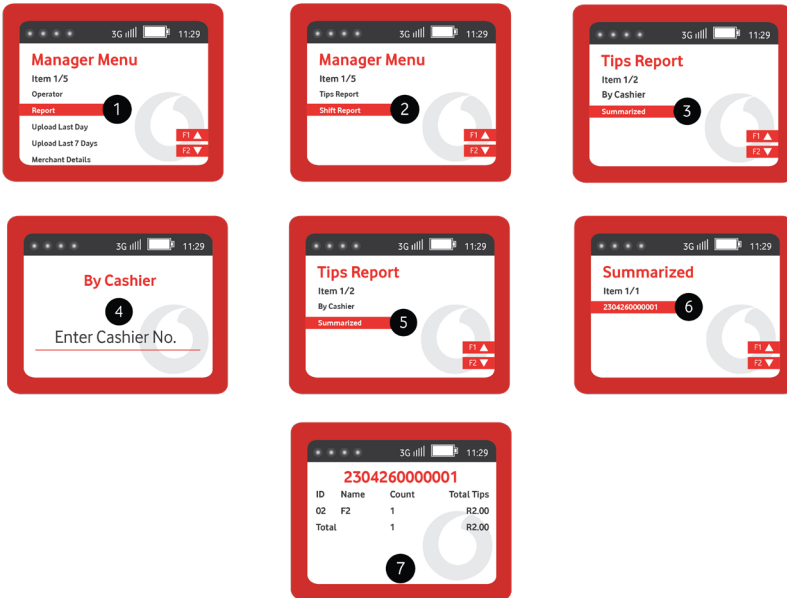 3G 11:29
Manager Menu
Item 1/5
Operator
Report
1
Upload Last Day
Upload Last 7 Days
Merchant Details
F1
F2
3G 11:29
Manager Menu
Item 1/5
Tips Report
Shift Report
2
F1
F2
3G 11:29
Tips Report
Item 1/2
By Cashier
Summarized
3
F1
F2
3G 11:29
By Cashier
4
Enter Cashier No.
3G 11:29
Tips Report
Item 1/2
By Cashier
Summarized
5
F1
F2
3G 11:29
Summarized
Item 1/1
2304260000001
6
F1
F2
3G 11:29
2304260000001
ID Name Count Total Tips
02 F2 1 R2.00
Total 1 R2.00
7